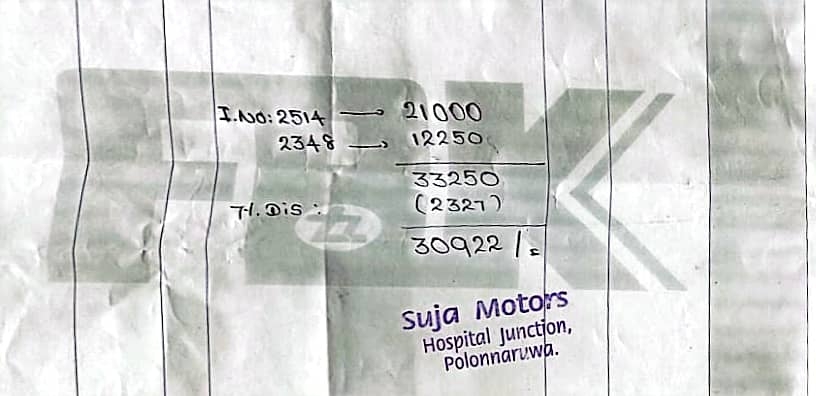 I.NO: 2514 → 21000
2348 → 12250
33250
7%. Dis : (2327)
30922/=
Suja Motors
Hospital Junction,
Polonnaruwa.